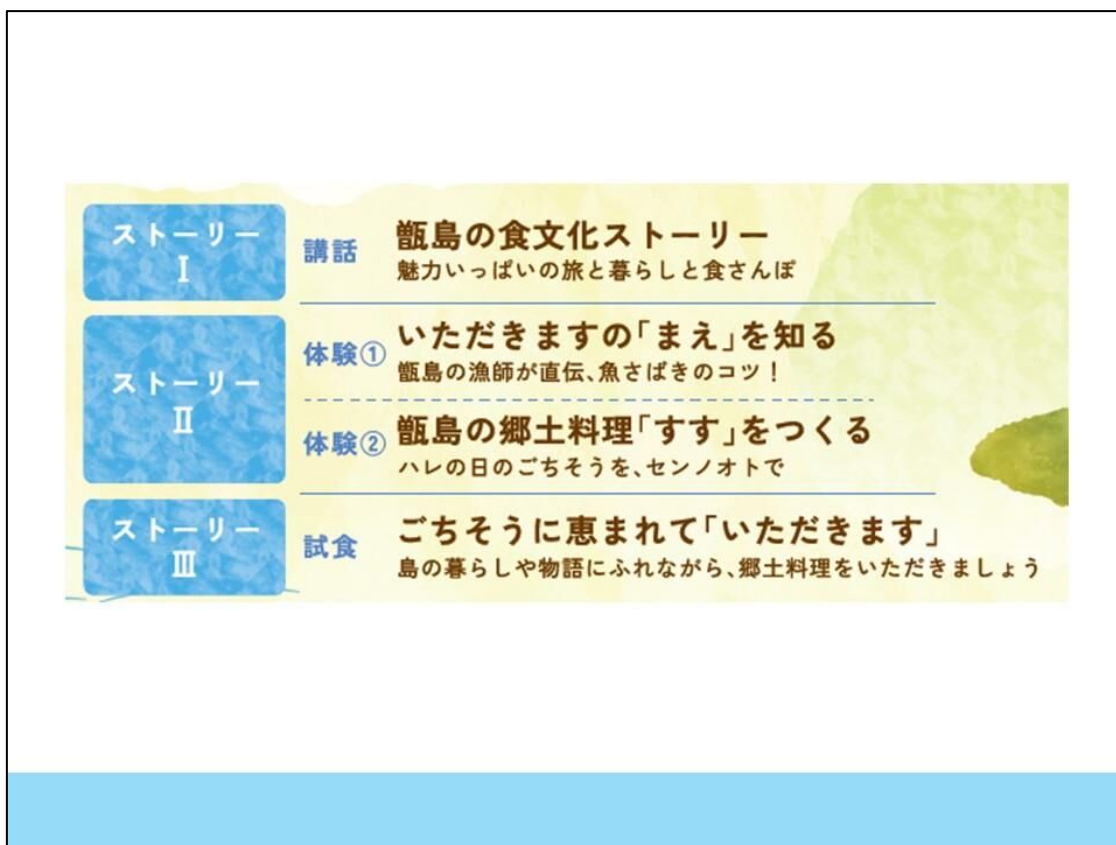 ストーリー
Ⅰ
講話
甑島の食文化ストーリー
魅力いっぱいの旅と暮らしと食さんぽ
ストーリー
Ⅱ
体験①
いただきますの「まえ」を知る
甑島の漁師が直伝、魚さばきのコツ！
体験②
甑島の郷土料理「すす」をつくる
ハレの日のごちそうを、センノオトで
ストーリー
Ⅲ
試食
ごちそうに恵まれて「いただきます」
島の暮らしや物語にふれながら、郷土料理をいただきましょう